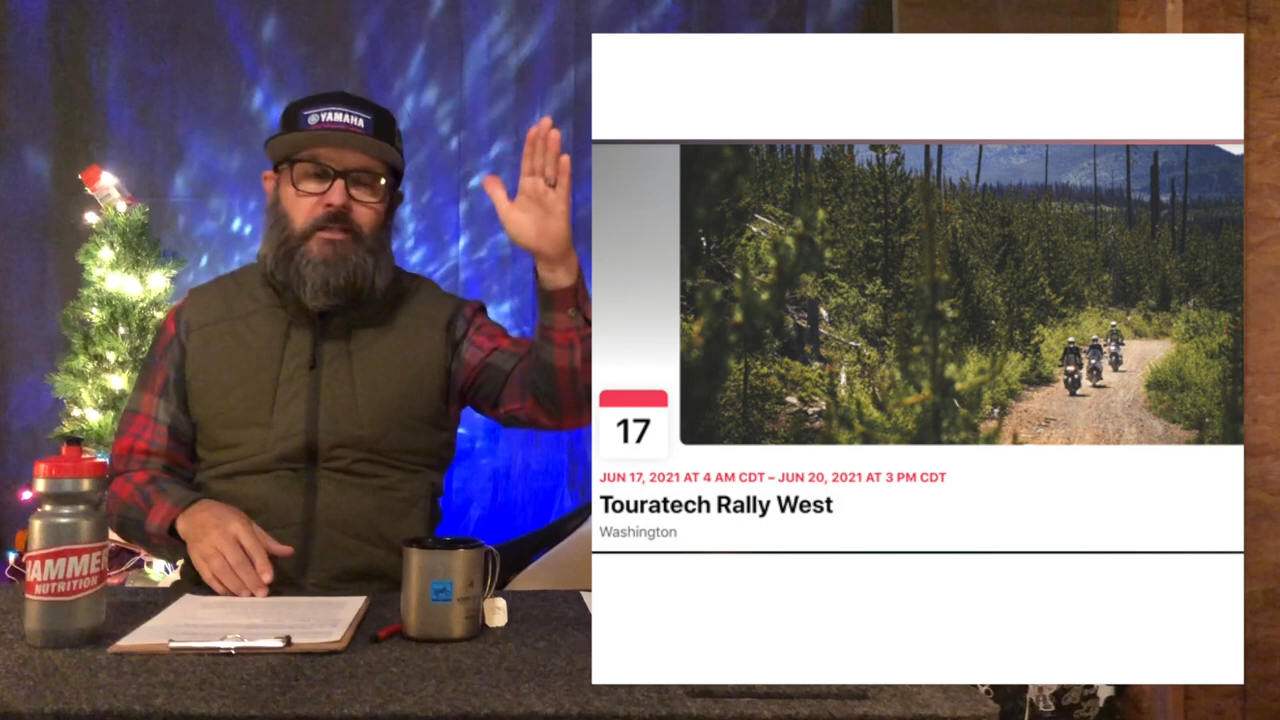 YAMAHA
HAMMER
NUTRITION
17
JUN 17, 2021 AT 4 AM CDT – JUN 20, 2021 AT 3 PM CDT
Touratech Rally West
Washington